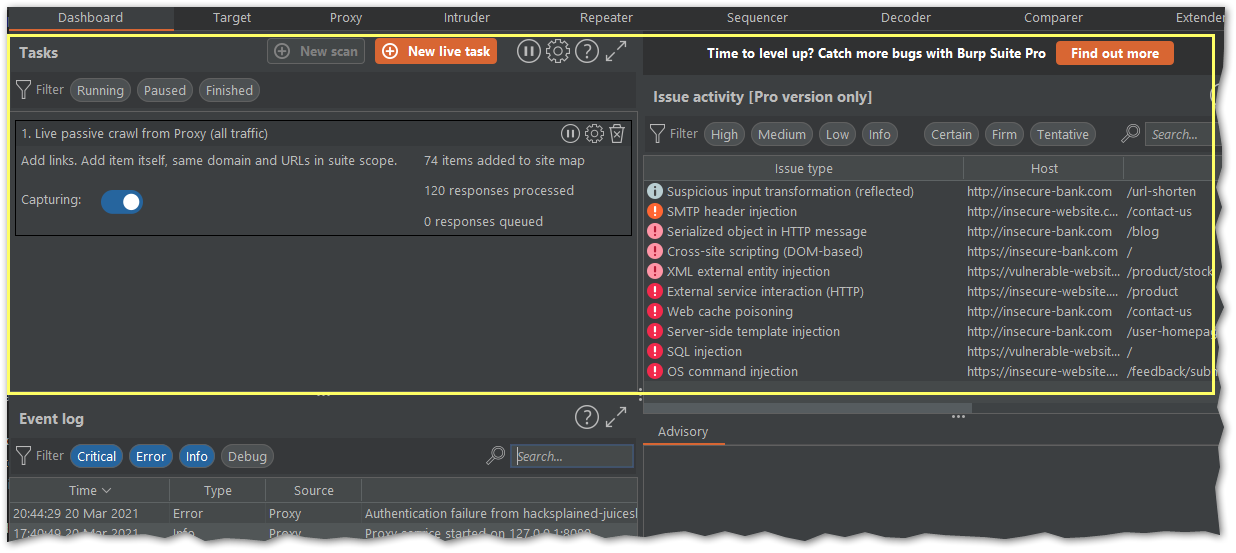 Dashboard Target Proxy Intruder Repeater Sequencer Decoder Comparer Extender
Tasks
New scan
New live task
Filter Running Paused Finished
1. Live passive crawl from Proxy (all traffic)
Add links. Add item itself, same domain and URLs in suite scope.
74 items added to site map
120 responses processed
0 responses queued
Capturing:
Time to level up? Catch more bugs with Burp Suite Pro
Find out more
Issue activity [Pro version only]
Filter High Medium Low Info Certain Firm Tentative Search...
Issue type Host
Suspicious input transformation (reflected) http://insecure-bank.com /url-shorten
SMTP header injection http://insecure-website.c... /contact-us
Serialized object in HTTP message http://insecure-bank.com /blog
Cross-site scripting (DOM-based) https://insecure-bank.com /
XML external entity injection https://vulnerable-websit... /product/stock
External service interaction (HTTP) https://insecure-website.... /product
Web cache poisoning http://insecure-bank.com /contact-us
Server-side template injection http://insecure-bank.com /user-homepag
SQL injection https://vulnerable-websit... /
OS command injection https://insecure-website.... /feedback/subm
Event log
Filter Critical Error Info Debug Search...
Time Type Source
20:44:29 20 Mar 2021 Error Proxy Authentication failure from hacksplained-juicesl
17:40:49 20 Mar 2021 Info Proxy Proxy service started on 127.0.0.1:8080
Advisory